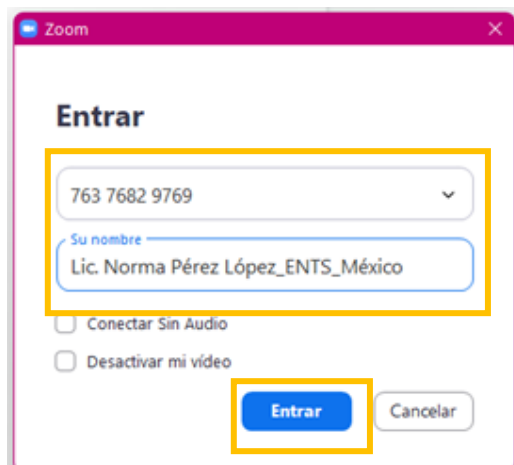 Zoom
Entrar
763 7682 9769
Su nombre
Lic. Norma Pérez López_ENTS_México
Conectar Sin Audio
Desactivar mi vídeo
Entrar
Cancelar